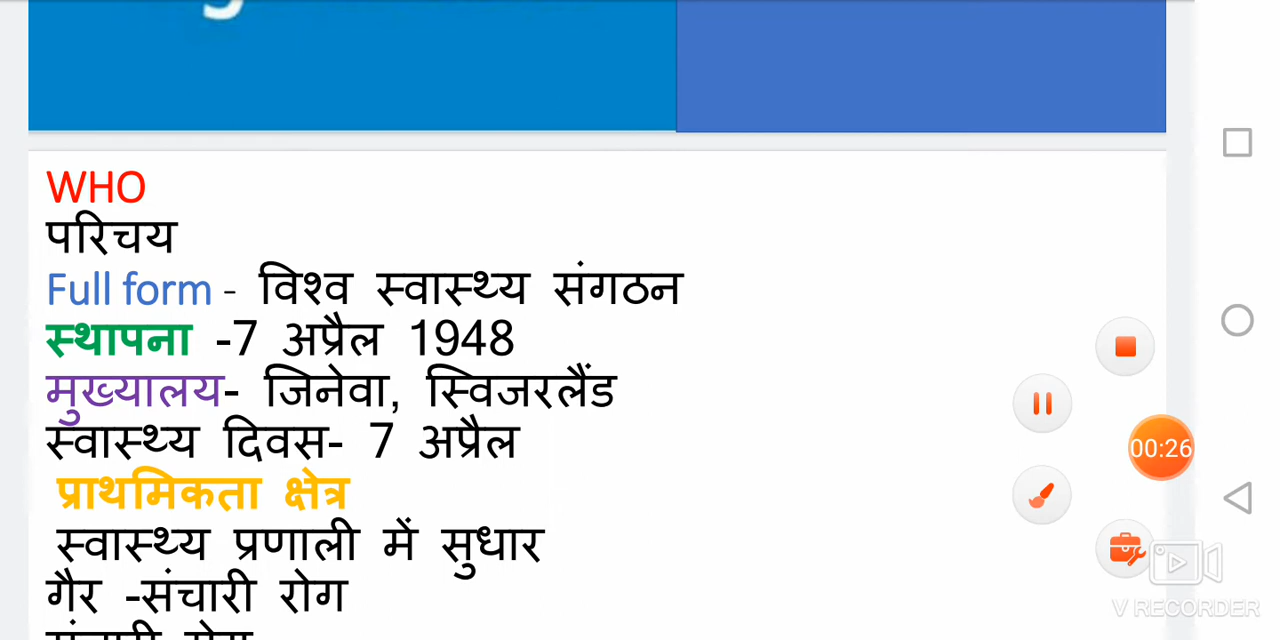 WHO
परिचय
Full form - विश्व स्वास्थ्य संगठन
स्थापना -7 अप्रैल 1948
मुख्यालय- जिनेवा, स्विजरलैंड
स्वास्थ्य दिवस- 7 अप्रैल
प्राथमिकता क्षेत्र
स्वास्थ्य प्रणाली में सुधार
गैर -संचारी रोग
00:26
V RECORDER